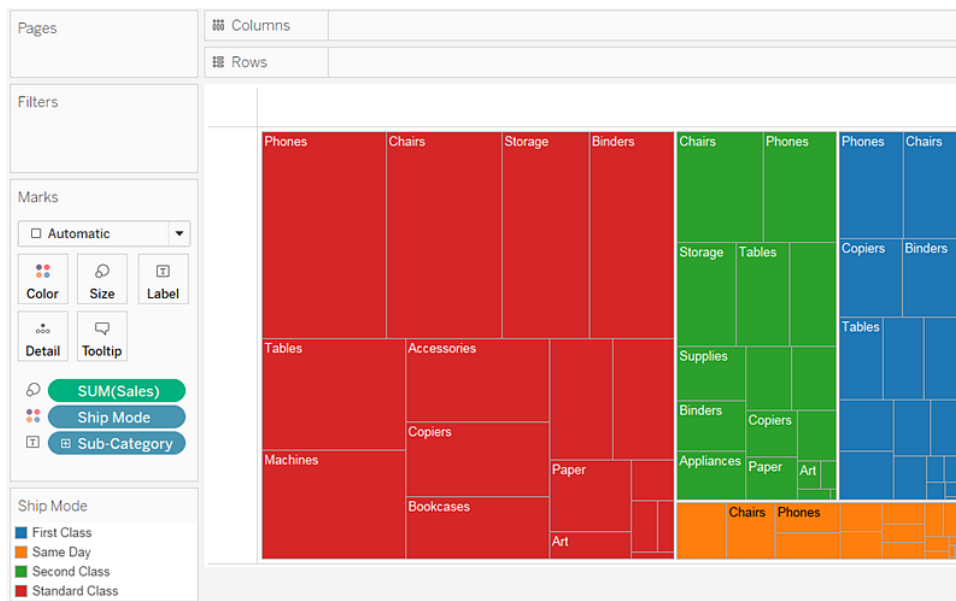 Pages
Columns
Rows
Filters
Marks
Automatic
Color
Size
Label
Detail
Tooltip
SUM(Sales)
Ship Mode
Sub-Category
Ship Mode
First Class
Same Day
Second Class
Standard Class
Phones
Chairs
Storage
Binders
Tables
Accessories
Copiers
Machines
Bookcases
Paper
Art
Chairs
Phones
Storage
Tables
Supplies
Binders
Copiers
Appliances
Paper
Art
Phones
Chairs
Copiers
Binders
Tables
Chairs
Phones